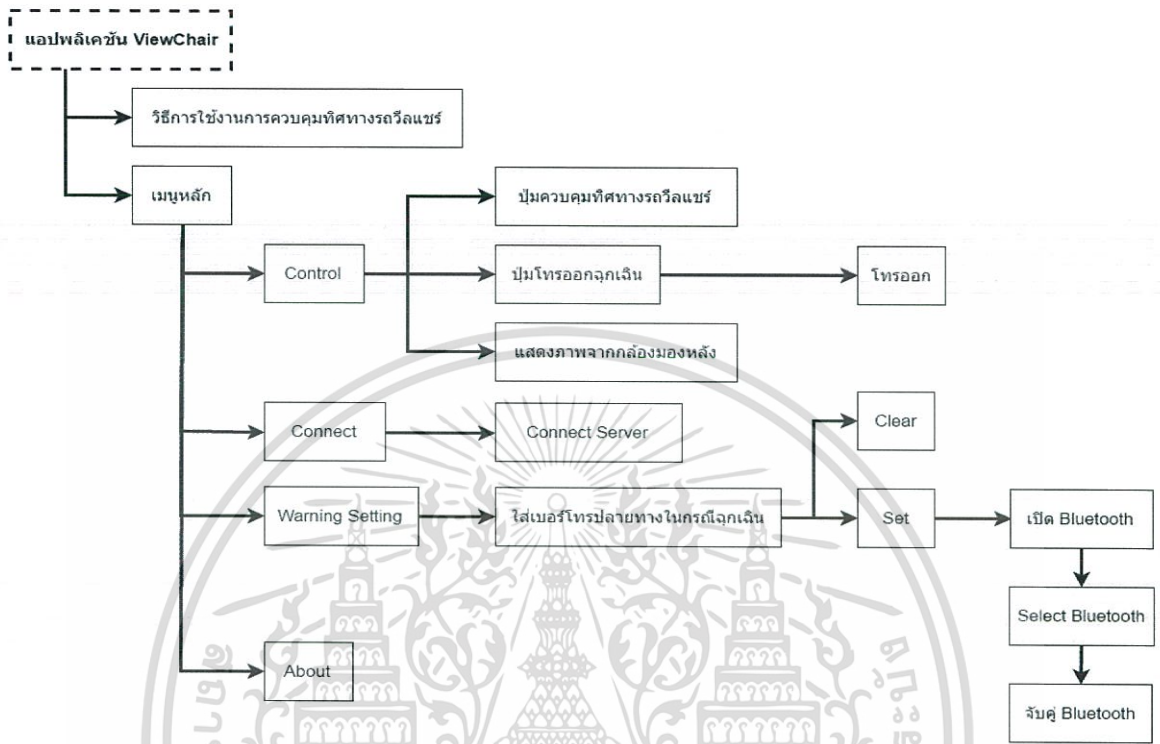 แอปพลิเคชัน ViewChair
วิธีการใช้งานการควบคุมทิศทางรถวีลแชร์
เมนูหลัก
ปุ่มควบคุมทิศทางรถวีลแชร์
Control
ปุ่มโทรออกฉุกเฉิน
โทรออก
แสดงภาพจากกล้องมองหลัง
Connect
Connect Server
Clear
Warning Setting
ใส่เบอร์โทรปลายทางในกรณีฉุกเฉิน
Set
เปิด Bluetooth
Select Bluetooth
About
จับคู่ Bluetooth